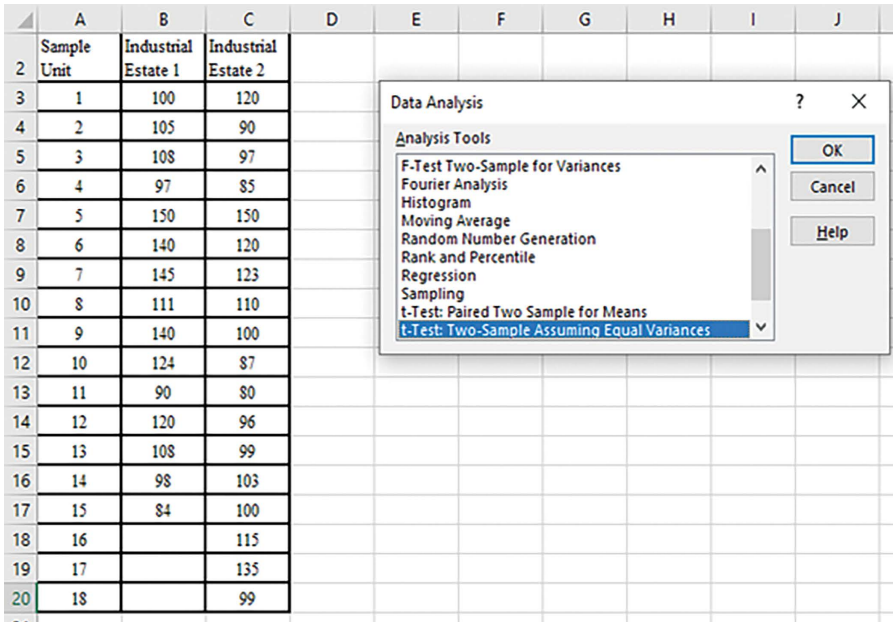 A B C D E F G H I J
2 Sample Unit Industrial Estate 1 Industrial Estate 2
3 1 100 120
4 2 105 90
5 3 108 97
6 4 97 85
7 5 150 150
8 6 140 120
9 7 145 123
10 8 111 110
11 9 140 100
12 10 124 87
13 11 90 80
14 12 120 96
15 13 108 99
16 14 98 103
17 15 84 100
18 16 115
19 17 135
20 18 99
Data Analysis ? X
Analysis Tools
F-Test Two-Sample for Variances
Fourier Analysis
Histogram
Moving Average
Random Number Generation
Rank and Percentile
Regression
Sampling
t-Test: Paired Two Sample for Means
t-Test: Two-Sample Assuming Equal Variances
OK
Cancel
Help